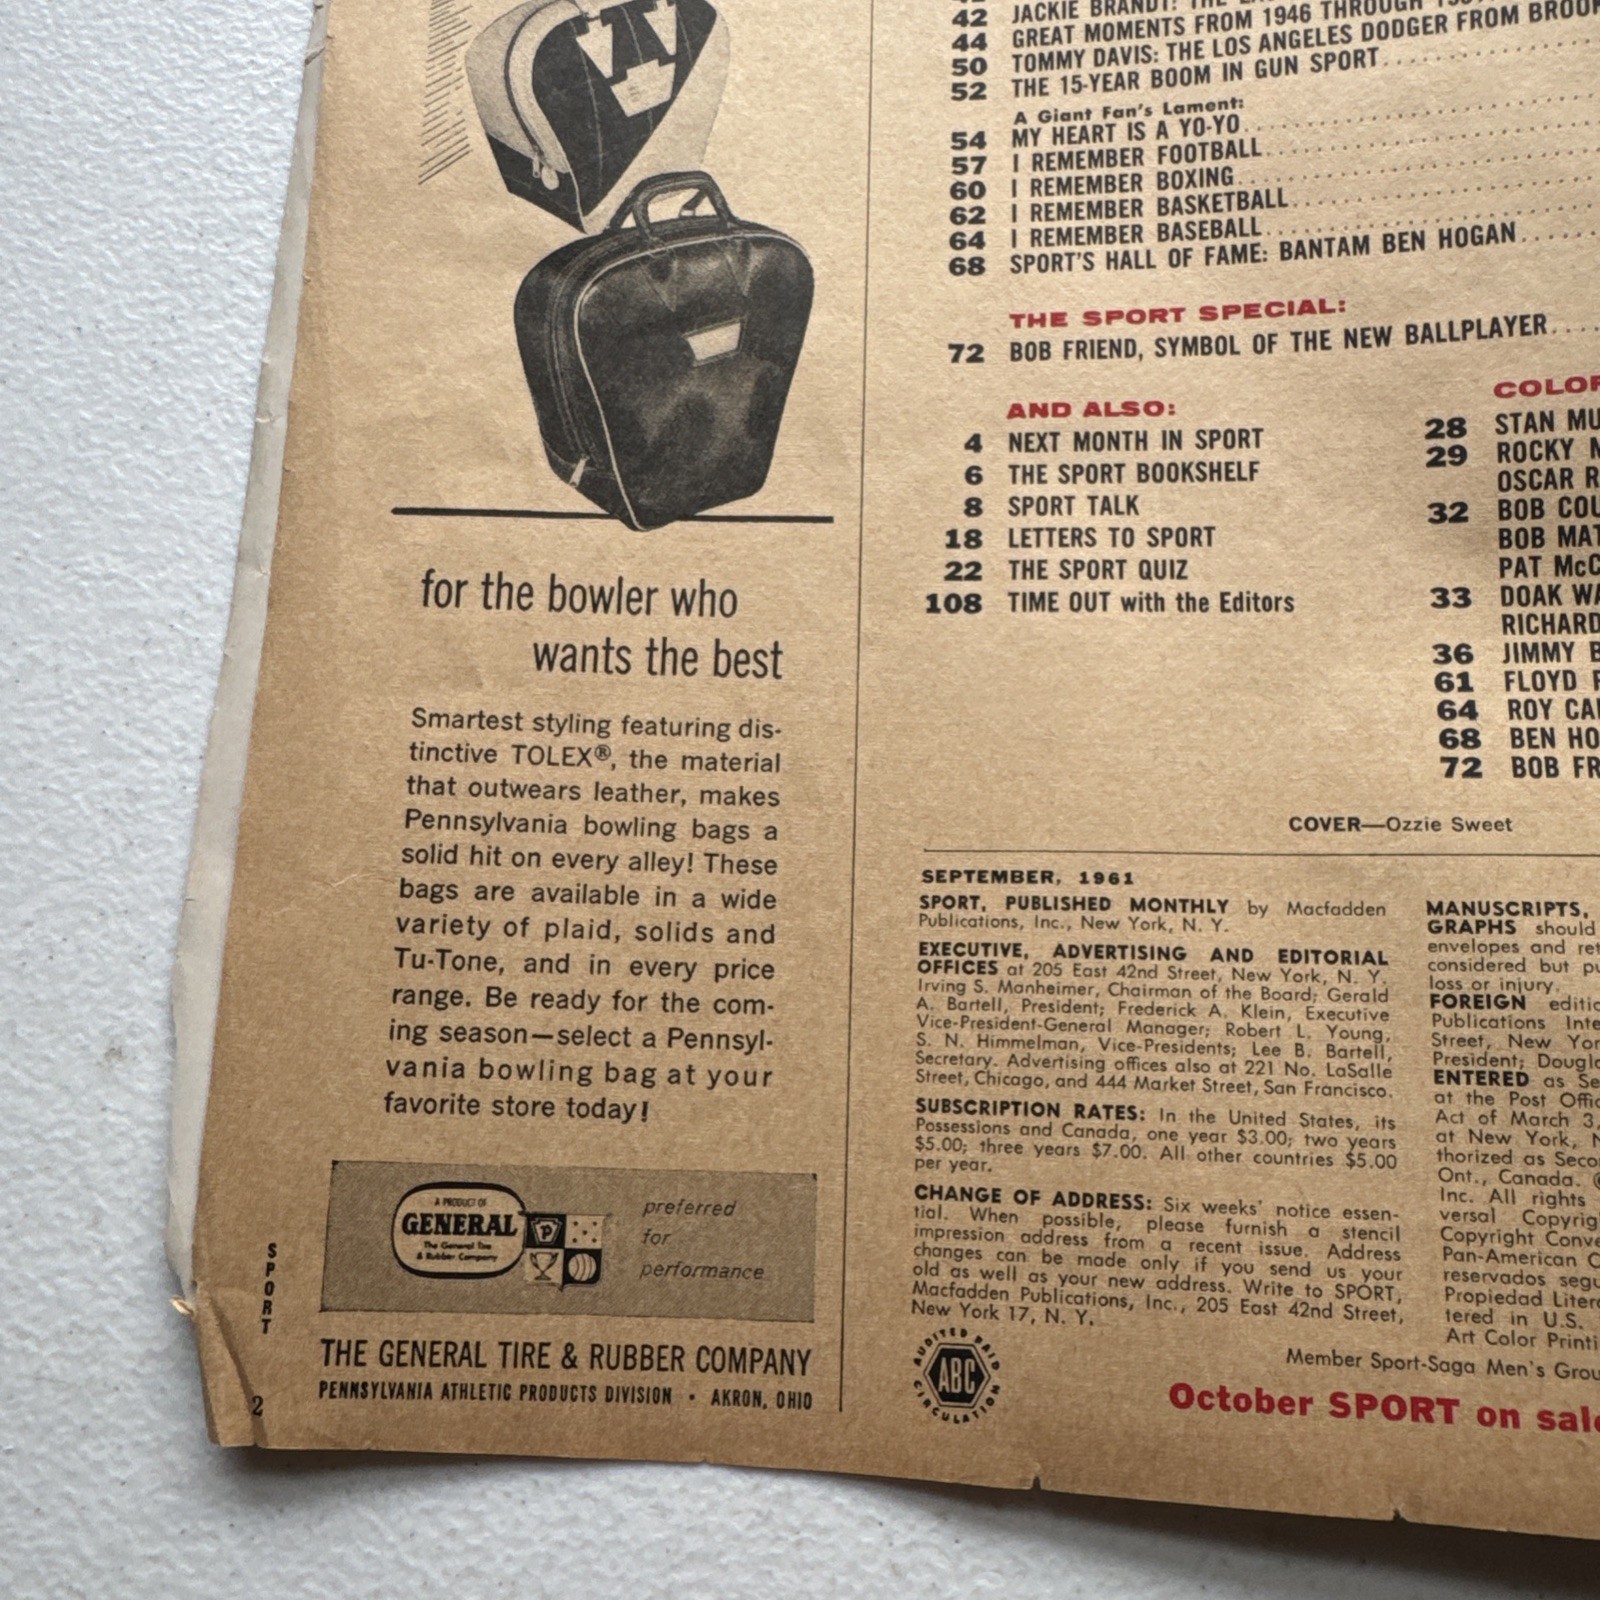 for the bowler who
wants the best
Smartest styling featuring dis-
tinctive TOLEX®, the material
that outwears leather, makes
Pennsylvania bowling bags a
solid hit on every alley! These
bags are available in a wide
variety of plaid, solids and
Tu-Tone, and in every price
range. Be ready for the com-
ing season—select a Pennsyl-
vania bowling bag at your
favorite store today!
A PRODUCT OF
GENERAL
The General Tire
& Rubber Company
P
preferred
for
performance
THE GENERAL TIRE & RUBBER COMPANY
PENNSYLVANIA ATHLETIC PRODUCTS DIVISION • AKRON, OHIO
SPORT
2
42 JACKIE BRANDT: THE
44 GREAT MOMENTS FROM 1946 THROUGH
50 TOMMY DAVIS: THE LOS ANGELES DODGER FROM
52 THE 15-YEAR BOOM IN GUN SPORT
A Giant Fan's Lament:
54 MY HEART IS A YO-YO
57 I REMEMBER FOOTBALL
60 I REMEMBER BOXING
62 I REMEMBER BASKETBALL
64 I REMEMBER BASEBALL
68 SPORT'S HALL OF FAME: BANTAM BEN HOGAN
THE SPORT SPECIAL:
72 BOB FRIEND, SYMBOL OF THE NEW BALLPLAYER
AND ALSO:
4 NEXT MONTH IN SPORT
6 THE SPORT BOOKSHELF
8 SPORT TALK
18 LETTERS TO SPORT
22 THE SPORT QUIZ
108 TIME OUT with the Editors
28 STAN
29 ROCKY
OSCAR
32 BOB
BOB
PAT
33 DOAK
RICHARD
36 JIMMY
61 FLOYD
64 ROY
68 BEN
72 BOB
COVER—Ozzie Sweet
SEPTEMBER, 1961
SPORT, PUBLISHED MONTHLY by Macfadden
Publications, Inc., New York, N. Y.
EXECUTIVE, ADVERTISING AND EDITORIAL
OFFICES at 205 East 42nd Street, New York, N. Y.
Irving S. Manheimer, Chairman of the Board; Gerald
A. Bartell, President; Frederick A. Klein, Executive
Vice-President-General Manager; Robert L. Young,
S. N. Himmelman, Vice-Presidents; Lee B. Bartell,
Secretary. Advertising offices also at 221 No. LaSalle
Street, Chicago, and 444 Market Street, San Francisco.
SUBSCRIPTION RATES: In the United States, its
Possessions and Canada, one year $3.00; two years
$5.00; three years $7.00. All other countries $5.00
per year.
CHANGE OF ADDRESS: Six weeks' notice essen-
tial. When possible, please furnish a stencil
impression address from a recent issue. Address
changes can be made only if you send us your
old as well as your new address. Write to SPORT,
Macfadden Publications, Inc., 205 East 42nd Street,
New York 17, N. Y.
MANUSCRIPTS,
GRAPHS should
envelopes and
considered but
loss or injury.
FOREIGN
Publications
Street, New
President;
ENTERED as
at the Post
Act of March 3,
at New York,
thorized as
Ont., Canada.
Inc. All rights
versal
Copyright
Pan-American
reservados
Propiedad
tered in U.S.
Art Color
AUDITED PAID
ABC
CIRCULATION
Member Sport-Saga Men's
October SPORT on